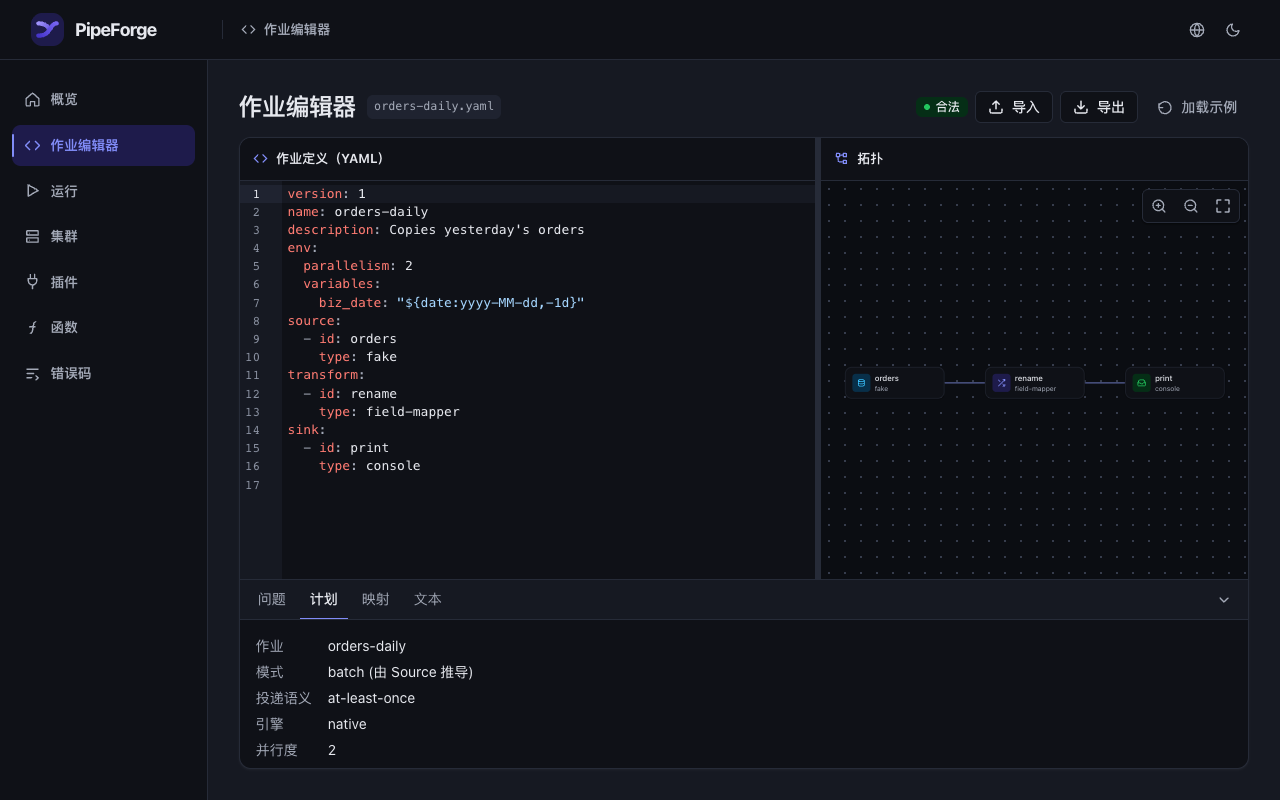 PipeForge
作业编辑器
概览
作业编辑器
运行
集群
插件
函数
错误码
作业编辑器 orders-daily.yaml
合法 导入 导出 加载示例
作业定义（YAML）
1 version: 1
2 name: orders-daily
3 description: Copies yesterday's orders
4 env:
5 parallelism: 2
6 variables:
7 biz_date: "${date:yyyy-MM-dd,-1d}"
8 source:
9 - id: orders
10 type: fake
11 transform:
12 - id: rename
13 type: field-mapper
14 sink:
15 - id: print
16 type: console
17
拓扑
orders
fake
rename
field-mapper
print
console
问题 计划 映射 文本
作业 orders-daily
模式 batch (由 Source 推导)
投递语义 at-least-once
引擎 native
并行度 2